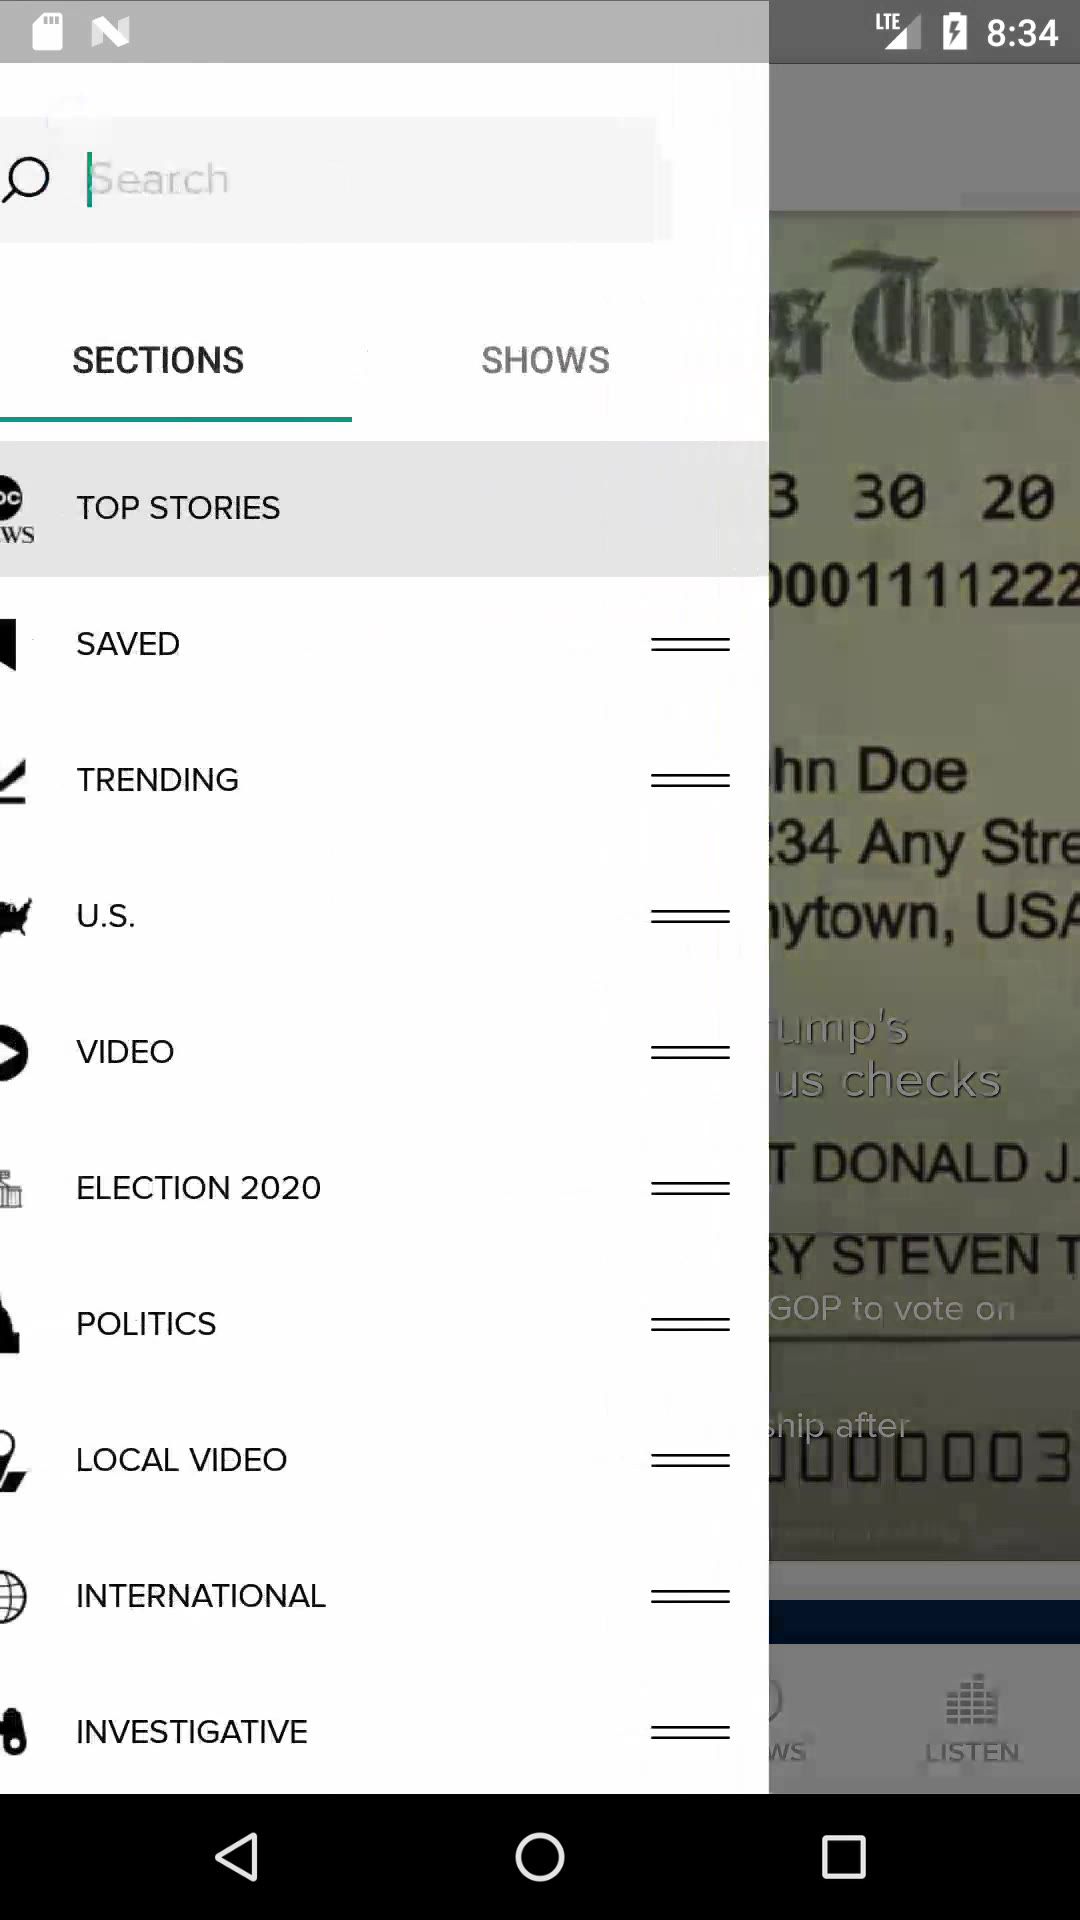 LTE 8:34
Search
SECTIONS SHOWS
TOP STORIES
SAVED
TRENDING
U.S.
VIDEO
ELECTION 2020
POLITICS
LOCAL VIDEO
INTERNATIONAL
INVESTIGATIVE
3 30 20
0001111222
hn Doe
234 Any Stre
nytown, USA
ump's
us checks
T DONALD J.
RY STEVEN T
GOP to vote on
ship after
0000003
WS
LISTEN